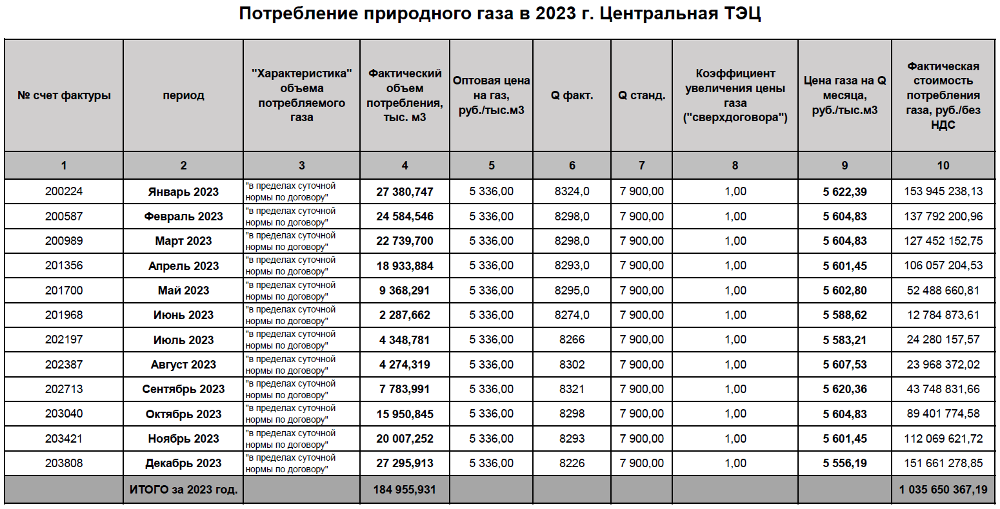 Потребление природного газа в 2023 г. Центральная ТЭЦ
№ счет фактуры
период
"Характеристика"
объема
потребляемого
газа
Фактический
объем
потребления,
тыс. м3
Оптовая цена
на газ,
руб./тыс.м3
Q факт.
Q станд.
Коэффициент
увеличения цены
газа
("сверхдоговора")
Цена газа на Q
месяца,
руб./тыс.м3
Фактическая
стоимость
потребления
газа, руб./без
НДС
1 2 3 4 5 6 7 8 9 10
200224 Январь 2023 "в пределах суточной
нормы по договору" 27 380,747 5 336,00 8324,0 7 900,00 1,00 5 622,39 153 945 238,13
200587 Февраль 2023 "в пределах суточной
нормы по договору" 24 584,546 5 336,00 8298,0 7 900,00 1,00 5 604,83 137 792 200,96
200989 Март 2023 "в пределах суточной
нормы по договору" 22 739,700 5 336,00 8298,0 7 900,00 1,00 5 604,83 127 452 152,75
201356 Апрель 2023 "в пределах суточной
нормы по договору" 18 933,884 5 336,00 8293,0 7 900,00 1,00 5 601,45 106 057 204,53
201700 Май 2023 "в пределах суточной
нормы по договору" 9 368,291 5 336,00 8295,0 7 900,00 1,00 5 602,80 52 488 660,81
201968 Июнь 2023 "в пределах суточной
нормы по договору" 2 287,662 5 336,00 8274,0 7 900,00 1,00 5 588,62 12 784 873,61
202197 Июль 2023 "в пределах суточной
нормы по договору" 4 348,781 5 336,00 8266 7 900,00 1,00 5 583,21 24 280 157,57
202387 Август 2023 "в пределах суточной
нормы по договору" 4 274,319 5 336,00 8302 7 900,00 1,00 5 607,53 23 968 372,02
202713 Сентябрь 2023 "в пределах суточной
нормы по договору" 7 783,991 5 336,00 8321 7 900,00 1,00 5 620,36 43 748 831,66
203040 Октябрь 2023 "в пределах суточной
нормы по договору" 15 950,845 5 336,00 8298 7 900,00 1,00 5 604,83 89 401 774,58
203421 Ноябрь 2023 "в пределах суточной
нормы по договору" 20 007,252 5 336,00 8293 7 900,00 1,00 5 601,45 112 069 621,72
203808 Декабрь 2023 "в пределах суточной
нормы по договору" 27 295,913 5 336,00 8226 7 900,00 1,00 5 556,19 151 661 278,85
ИТОГО за 2023 год. 184 955,931 1 035 650 367,19